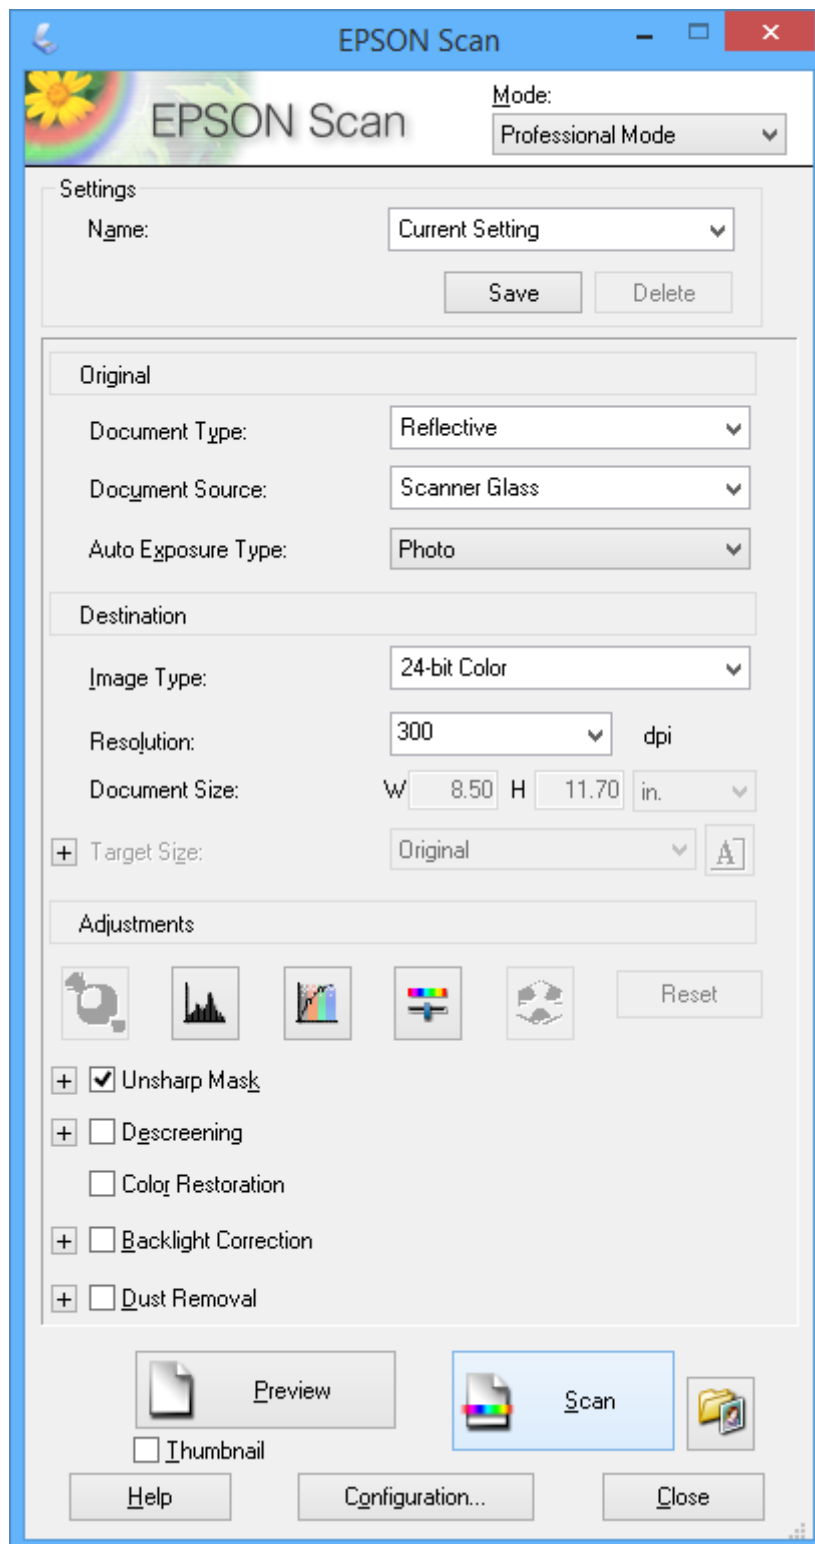 EPSON Scan
EPSON Scan
Mode:
Professional Mode
Settings
Name: Current Setting
Save Delete
Original
Document Type: Reflective
Document Source: Scanner Glass
Auto Exposure Type: Photo
Destination
Image Type: 24-bit Color
Resolution: 300 dpi
Document Size: W 8.50 H 11.70 in.
Target Size: Original A
Adjustments
Reset
Unsharp Mask
Descreening
Color Restoration
Backlight Correction
Dust Removal
Preview Scan
Thumbnail
Help Configuration... Close